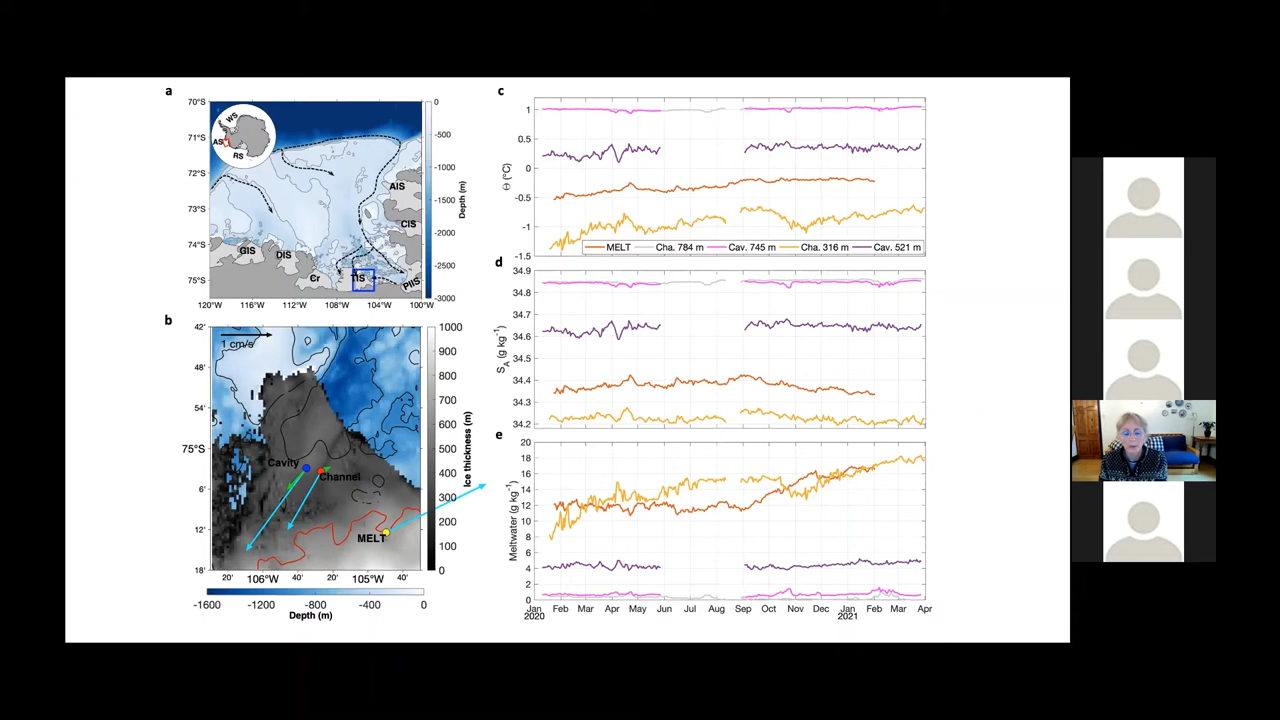 a
70°S
71°S
72°S
73°S
74°S
75°S
WS
AS
RS
AIS
CIS
GIS
DIS
Cr
TIS
PIIS
120°W
116°W
112°W
108°W
104°W
100°W
0
-500
-1000
-1500
-2000
-2500
-3000
Depth (m)
b
42'
48'
54'
75°S
6'
12'
18'
1 cm/s
Cavity
Channel
MELT
20'
106°W
40'
20'
105°W
40'
1000
900
800
700
600
500
400
300
200
100
0
Ice thickness (m)
-1600
-1200
-800
-400
0
Depth (m)
c
1
0.5
0
-0.5
-1
-1.5
Θ (°C)
MELT
Cha. 784 m
Cav. 745 m
Cha. 316 m
Cav. 521 m
d
34.9
34.8
34.7
34.6
34.5
34.4
34.3
34.2
S_A (g kg⁻¹)
e
20
18
16
14
12
10
8
6
4
2
0
Meltwater (g kg⁻¹)
Jan Feb Mar Apr May Jun Jul Aug Sep Oct Nov Dec Jan Feb Mar Apr
2020
2021